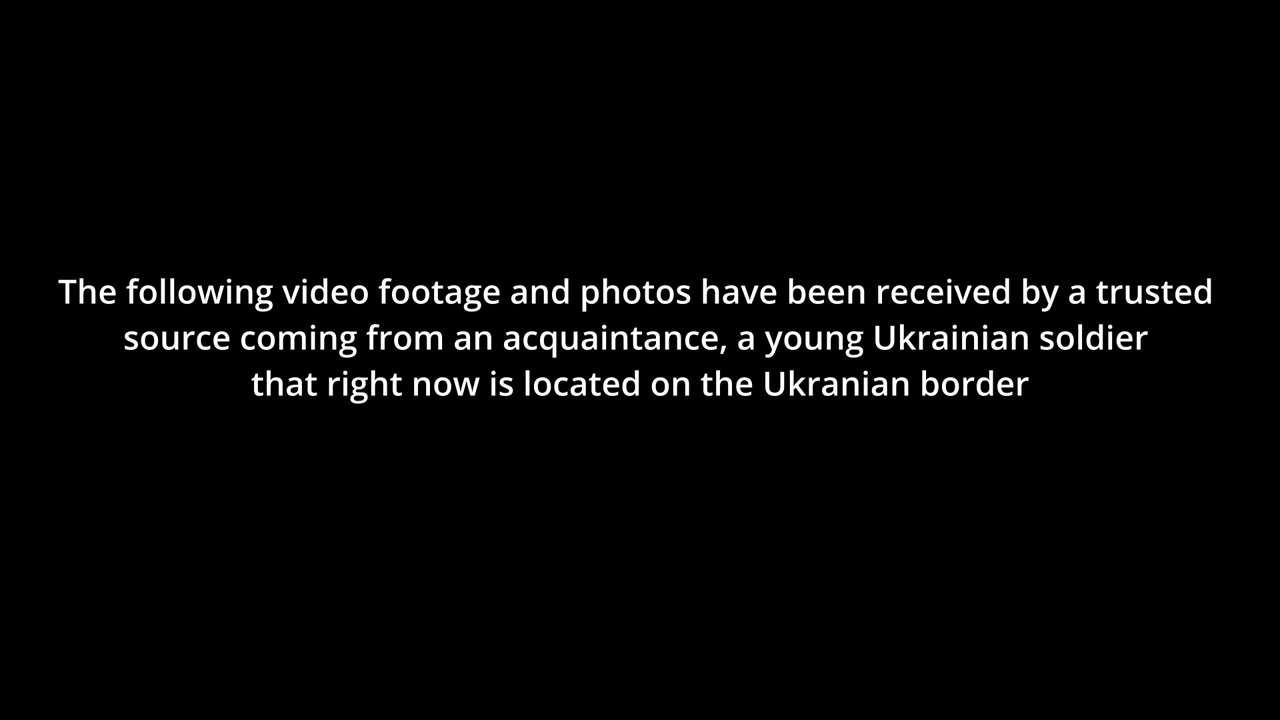 The following video footage and photos have been received by a trusted
source coming from an acquaintance, a young Ukrainian soldier
that right now is located on the Ukranian border